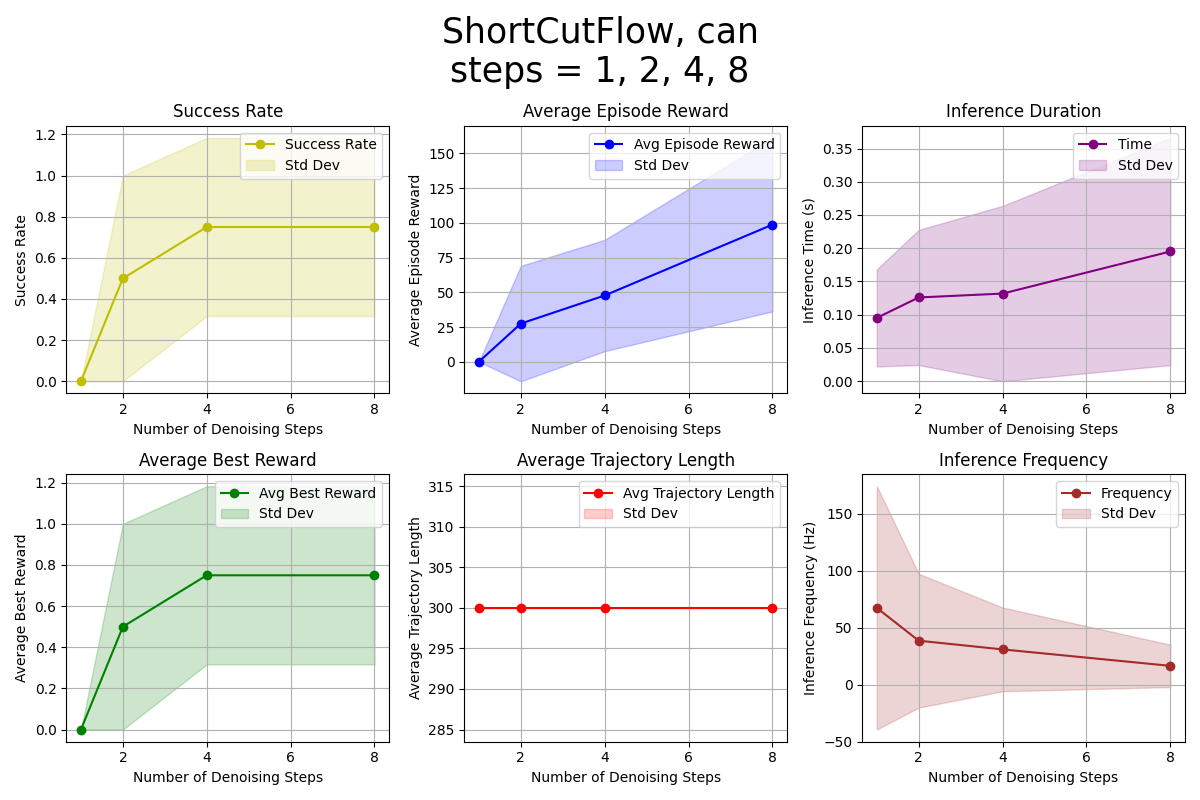 ShortCutFlow, can
steps = 1, 2, 4, 8
Success Rate
Success Rate
Std Dev
1.2
1.0
0.8
0.6
0.4
0.2
0.0
Success Rate
2 4 6 8
Number of Denoising Steps
Average Episode Reward
Avg Episode Reward
Std Dev
150
125
100
75
50
25
0
Average Episode Reward
2 4 6 8
Number of Denoising Steps
Inference Duration
Time
Std Dev
0.35
0.30
0.25
0.20
0.15
0.10
0.05
0.00
Inference Time (s)
2 4 6 8
Number of Denoising Steps
Average Best Reward
Avg Best Reward
Std Dev
1.2
1.0
0.8
0.6
0.4
0.2
0.0
Average Best Reward
2 4 6 8
Number of Denoising Steps
Average Trajectory Length
Avg Trajectory Length
Std Dev
315
310
305
300
295
290
285
Average Trajectory Length
2 4 6 8
Number of Denoising Steps
Inference Frequency
Frequency
Std Dev
150
100
50
0
−50
Inference Frequency (Hz)
2 4 6 8
Number of Denoising Steps